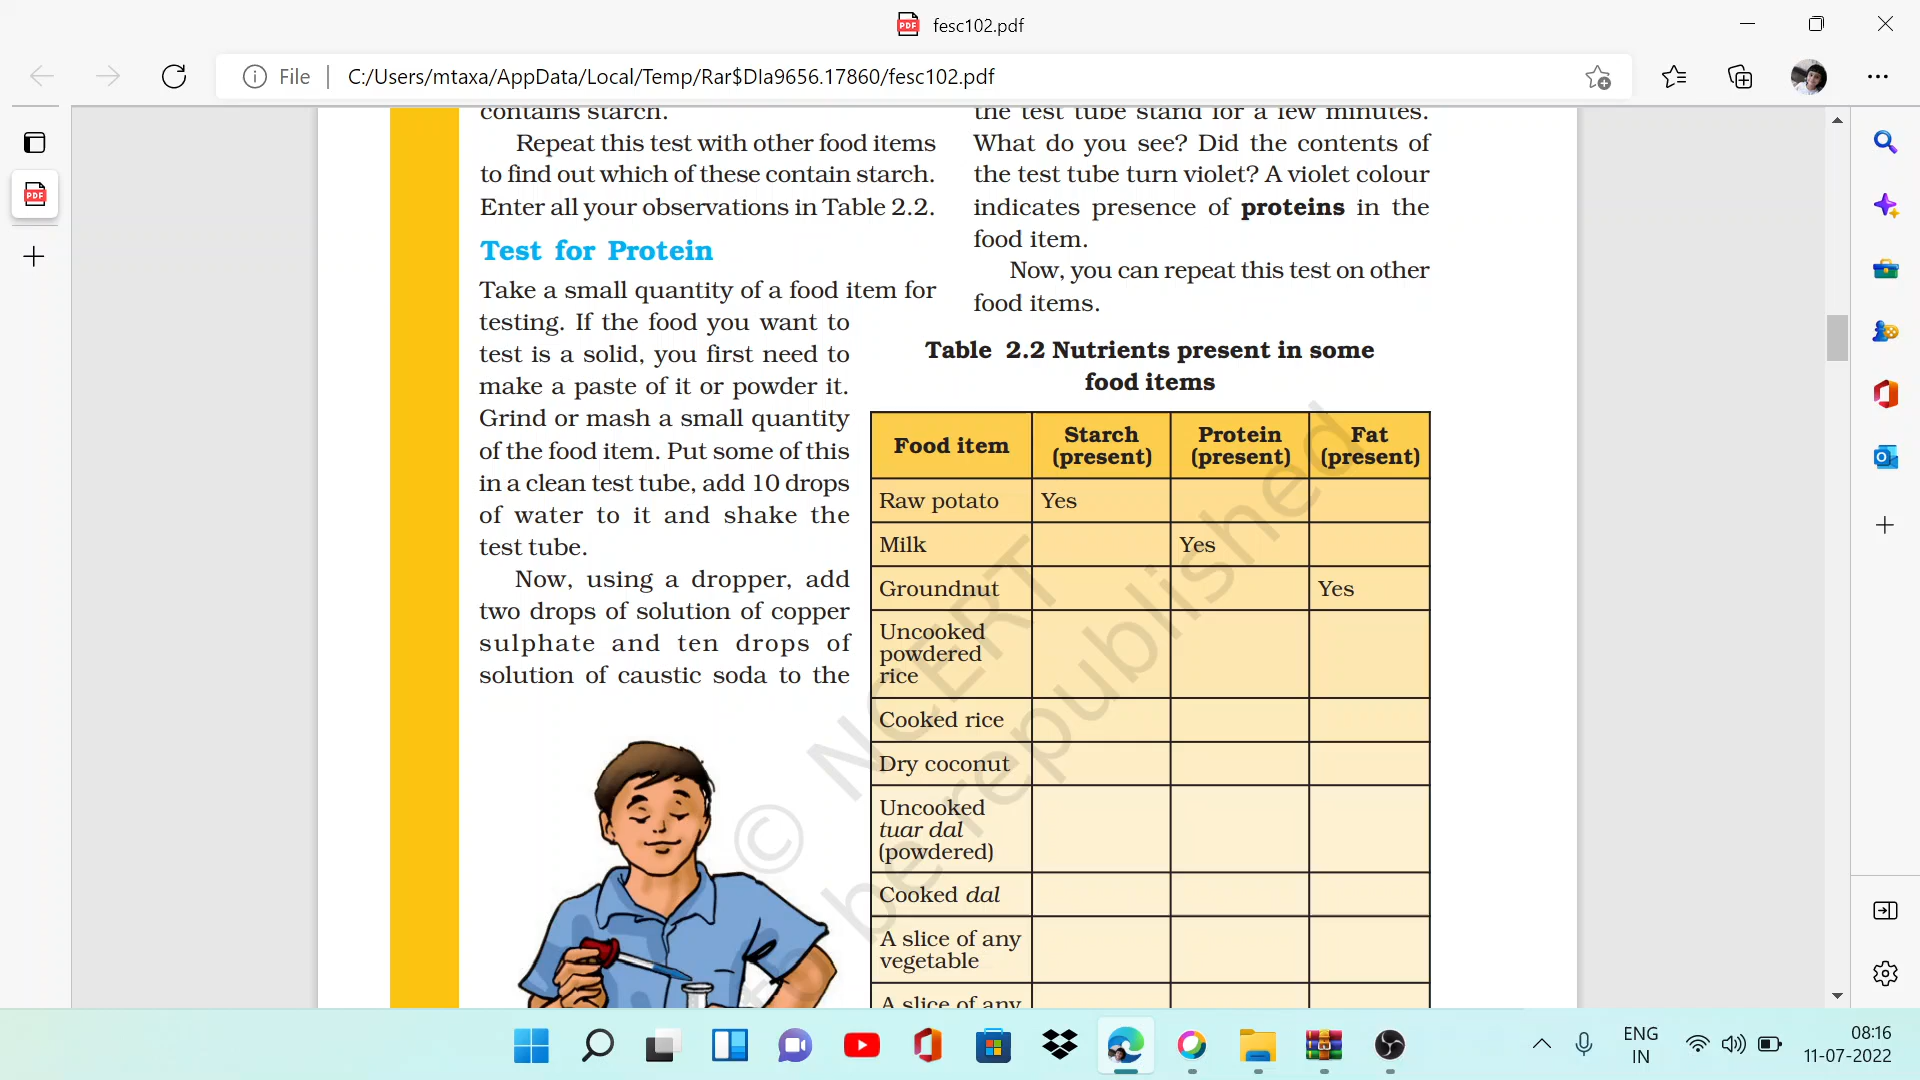 fesc102.pdf
File
C:/Users/mtaxa/AppData/Local/Temp/Rar$DIa9656.17860/fesc102.pdf
contains starch.
Repeat this test with other food items
to find out which of these contain starch.
Enter all your observations in Table 2.2.
Test for Protein
Take a small quantity of a food item for
testing. If the food you want to
test is a solid, you first need to
make a paste of it or powder it.
Grind or mash a small quantity
of the food item. Put some of this
in a clean test tube, add 10 drops
of water to it and shake the
test tube.
Now, using a dropper, add
two drops of solution of copper
sulphate and ten drops of
solution of caustic soda to the
the test tube stand for a few minutes.
What do you see? Did the contents of
the test tube turn violet? A violet colour
indicates presence of proteins in the
food item.
Now, you can repeat this test on other
food items.
Table 2.2 Nutrients present in some
food items
Food item Starch (present) Protein (present) Fat (present)
Raw potato Yes
Milk Yes
Groundnut Yes
Uncooked
powdered
rice
Cooked rice
Dry coconut
Uncooked
tuar dal
(powdered)
Cooked dal
A slice of any
vegetable
A slice of any
© NCERT
be republished
ENG
IN
08:16
11-07-2022